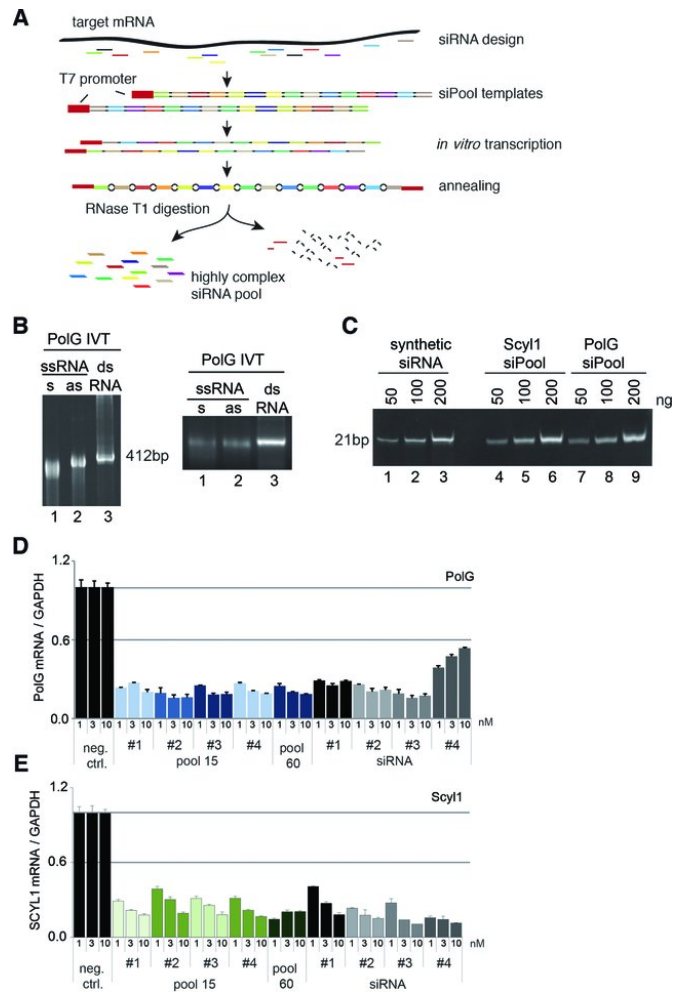 A
target mRNA
siRNA design
T7 promoter
siPool templates
in vitro transcription
annealing
RNase T1 digestion
highly complex
siRNA pool
B
PolG IVT
ssRNA ds
s as RNA
412bp
1 2 3
PolG IVT
ssRNA ds
s as RNA
1 2 3
C
synthetic Scyl1 PolG
siRNA siPool siPool
50 100 200 50 100 200 50 100 200 ng
21bp
1 2 3 4 5 6 7 8 9
D
PolG mRNA / GAPDH
1.2
PolG
0.6
0.0
1 3 10 1 3 10 1 3 10 1 3 10 1 3 10 1 3 10 1 3 10 1 3 10 1 3 10 1 3 10 nM
neg. #1 #2 #3 #4 pool #1 #2 #3 #4
ctrl. pool 15 60 siRNA
E
SCYL1 mRNA / GAPDH
1.2
Scyl1
0.6
0.0
1 3 10 1 3 10 1 3 10 1 3 10 1 3 10 1 3 10 1 3 10 1 3 10 1 3 10 1 3 10 nM
neg. #1 #2 #3 #4 pool #1 #2 #3 #4
ctrl. pool 15 60 siRNA